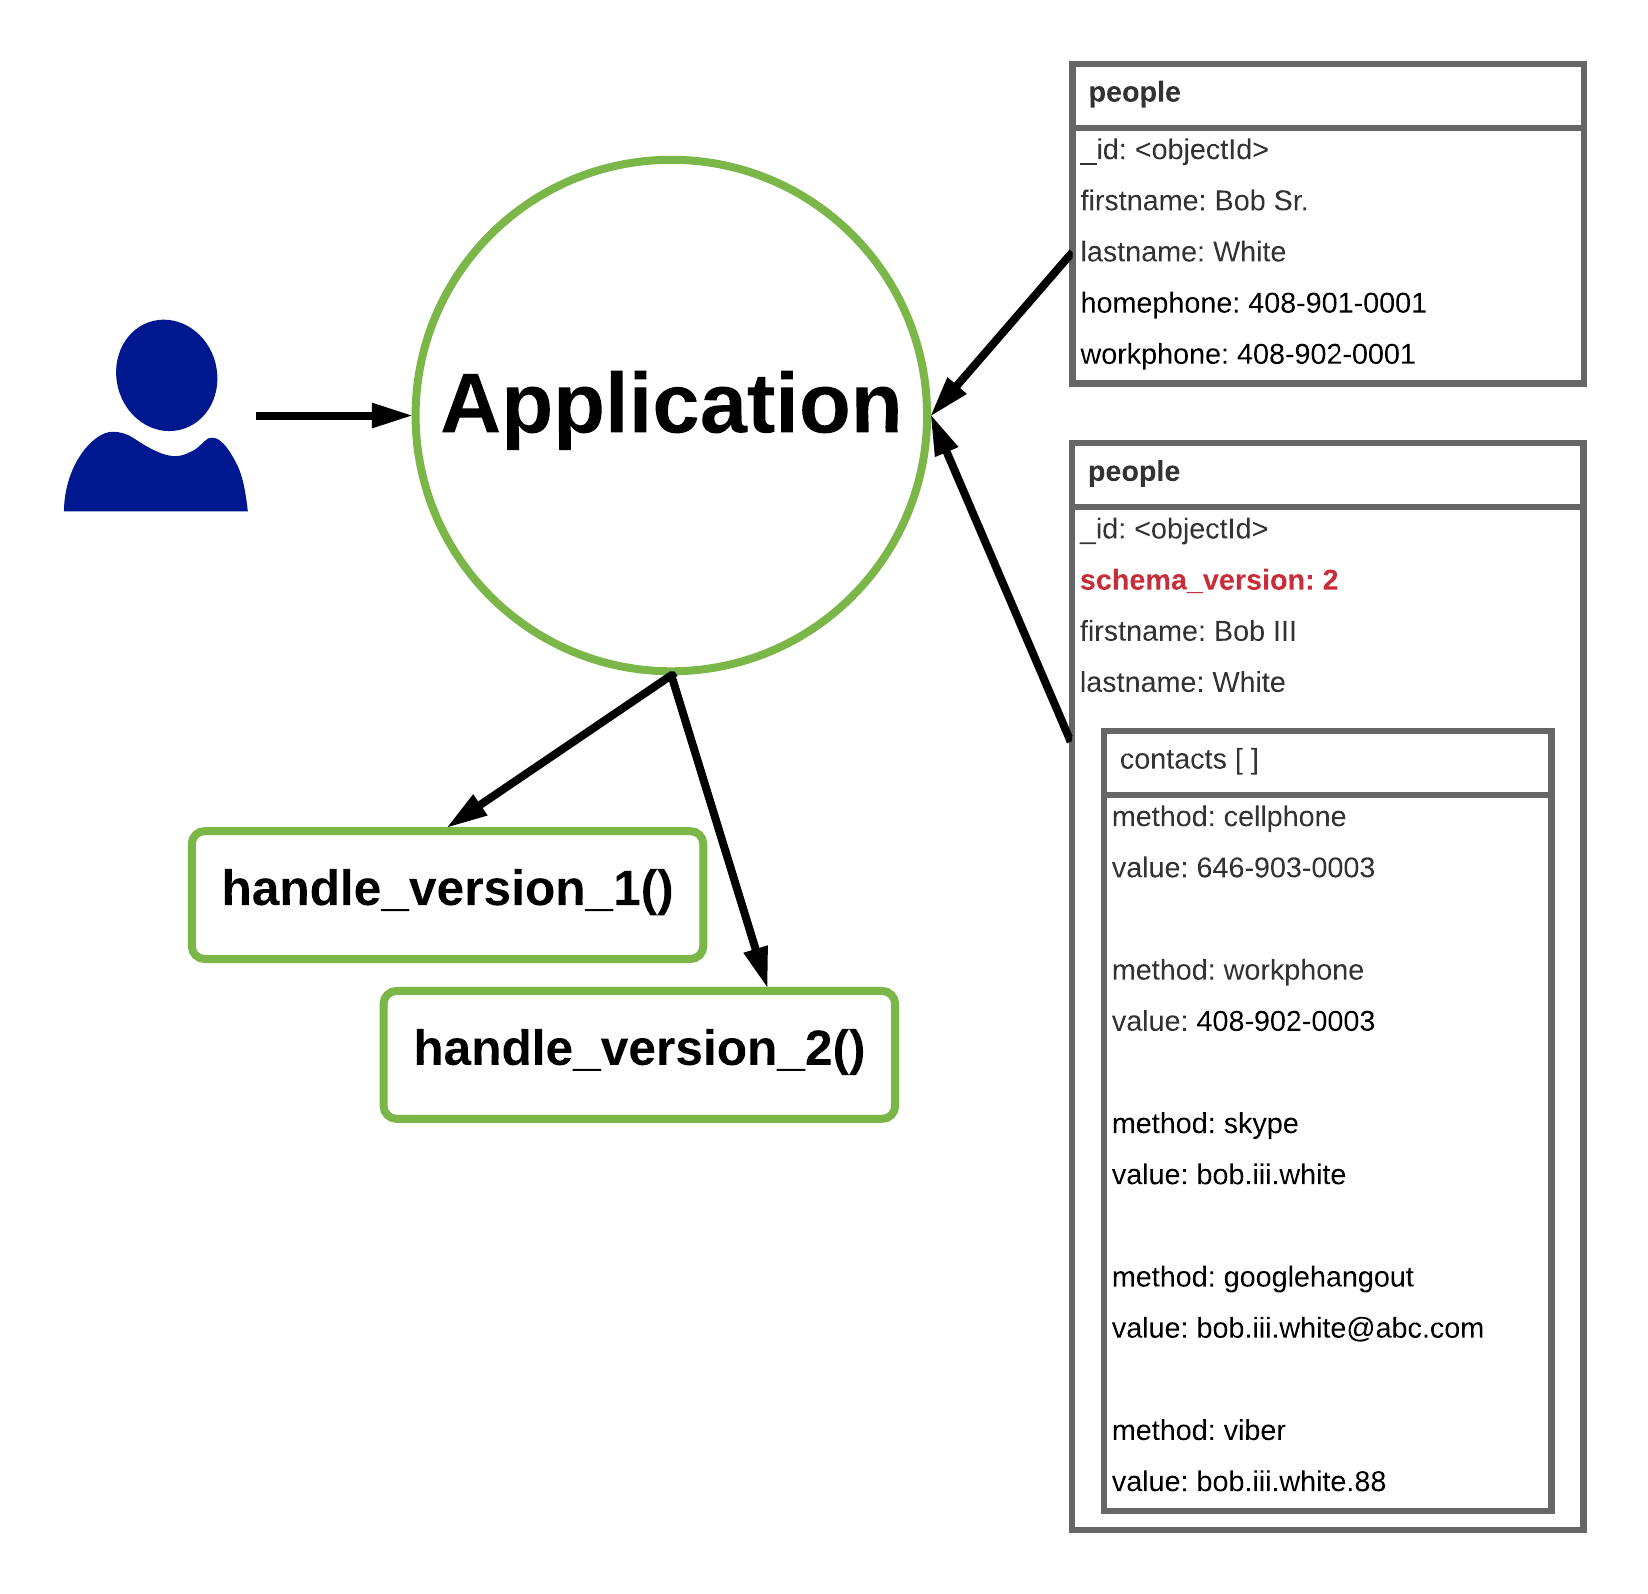 Application
handle_version_1()
handle_version_2()
people
_id: <objectId>
firstname: Bob Sr.
lastname: White
homephone: 408-901-0001
workphone: 408-902-0001
people
_id: <objectId>
schema_version: 2
firstname: Bob III
lastname: White
contacts [ ]
method: cellphone
value: 646-903-0003
method: workphone
value: 408-902-0003
method: skype
value: bob.iii.white
method: googlehangout
value: bob.iii.white@abc.com
method: viber
value: bob.iii.white.88